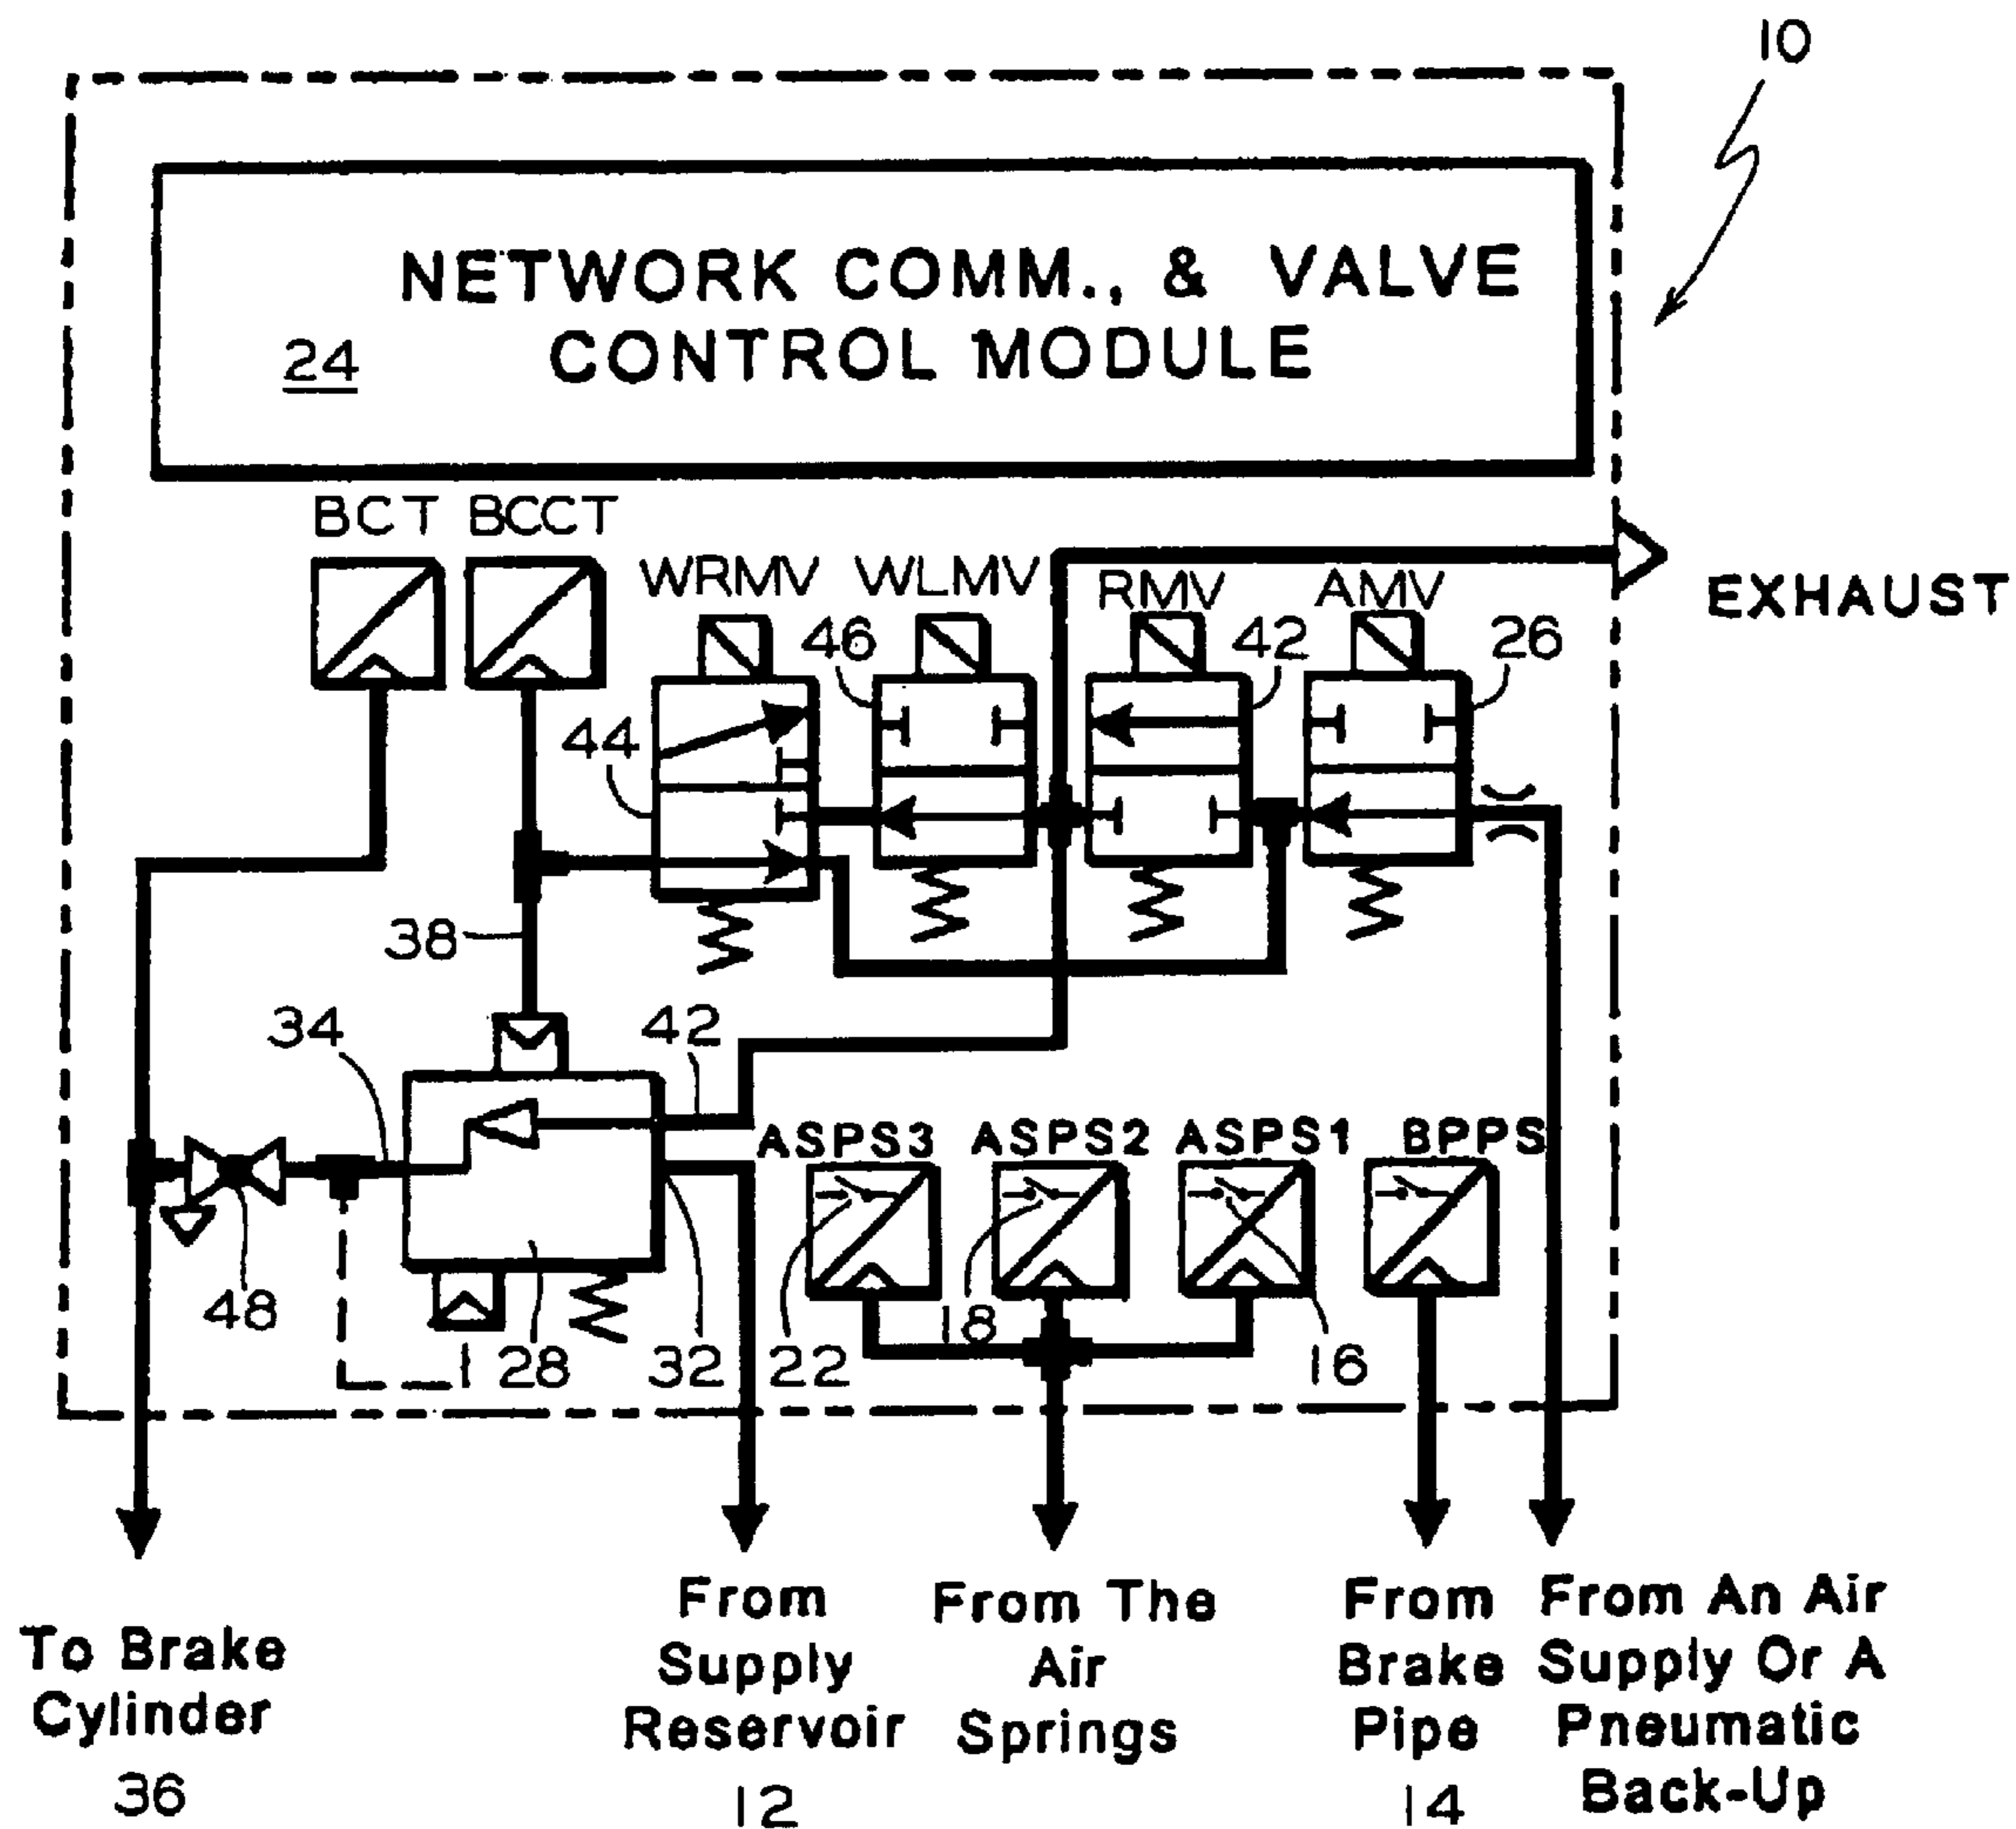 10
NETWORK COMM., & VALVE
CONTROL MODULE
24
BCT
BCCT
WRMV
WLMV
RMV
AMV
EXHAUST
46
42
26
44
38
34
42
ASPS3
ASPS2
ASPS1
BPPS
48
28
32
22
18
16
To Brake
Cylinder
36
From
Supply
Reservoir
12
From The
Air
Springs
From
Brake
Pipe
14
From An Air
Supply Or A
Pneumatic
Back-Up